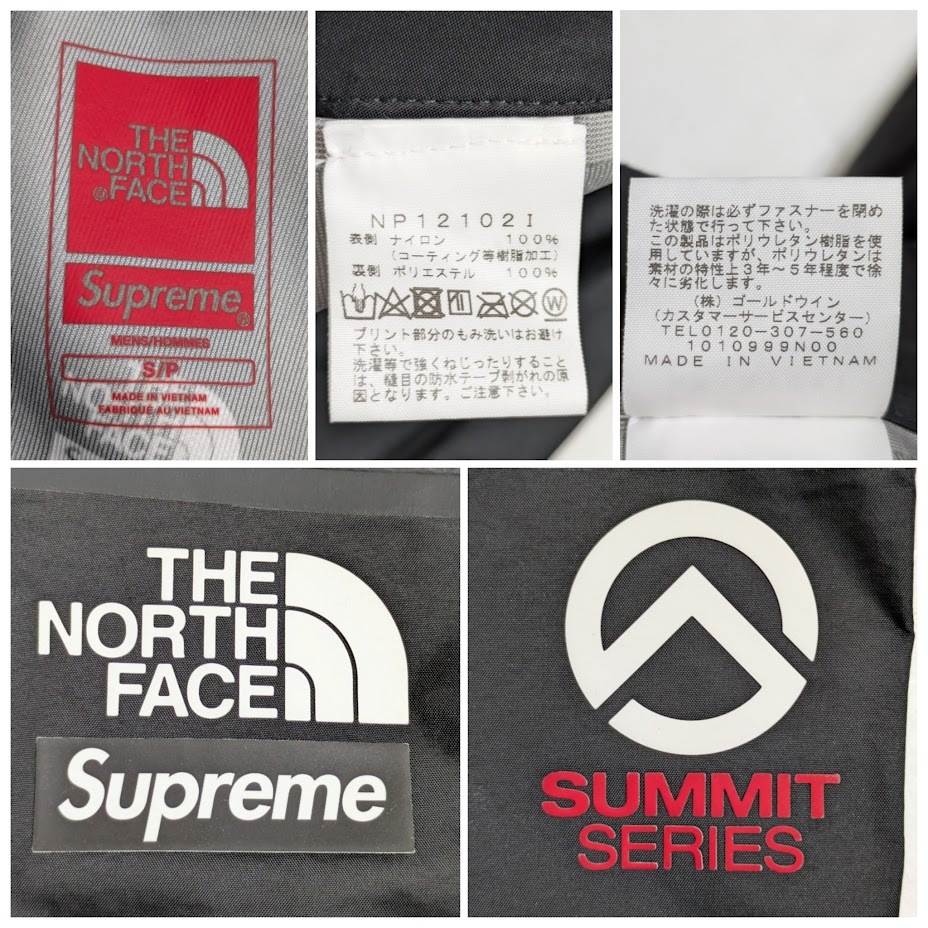 THE
NORTH
FACE®
Supreme®
MENS/HOMMES
S/P
MADE IN VIETNAM
FABRIQUÉ AU VIETNAM
FACE
NP12102I
表側 ナイロン 100%
(コーティング等樹脂加工)
裏側 ポリエステル 100%
W
プリント部分のもみ洗いはお避け
下さい。
洗濯等で強くねじったりすること
は、縫目の防水テープ剥がれの原
因となります。ご注意下さい。
洗濯の際は必ずファスナーを閉め
た状態で行って下さい。
この製品はポリウレタン樹脂を使
用していますが、ポリウレタンは
素材の特性上3年〜5年程度で徐
々に劣化します。
(株) ゴールドウイン
(カスタマーサービスセンター)
TEL0120-307-560
1010999N00
MADE IN VIETNAM
THE
NORTH
FACE
Supreme
SUMMIT
SERIES